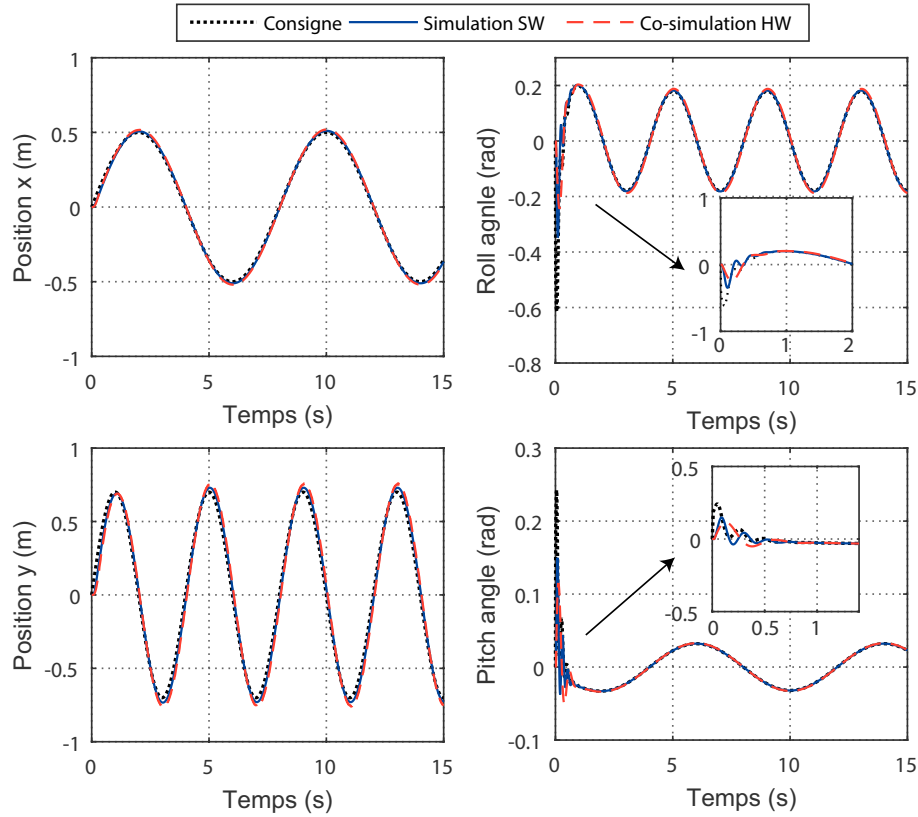 Consigne Simulation SW Co-simulation HW
Position x (m)
1
0.5
0
-0.5
-1
0 5 10 15
Temps (s)
Roll agnle (rad)
0.2
0
-0.2
-0.4
-0.6
-0.8
0 5 10 15
Temps (s)
1
0
-1
0 1 2
Position y (m)
1
0.5
0
-0.5
-1
0 5 10 15
Temps (s)
Pitch angle (rad)
0.3
0.2
0.1
0
-0.1
0 5 10 15
Temps (s)
0.5
0
-0.5
0 0.5 1